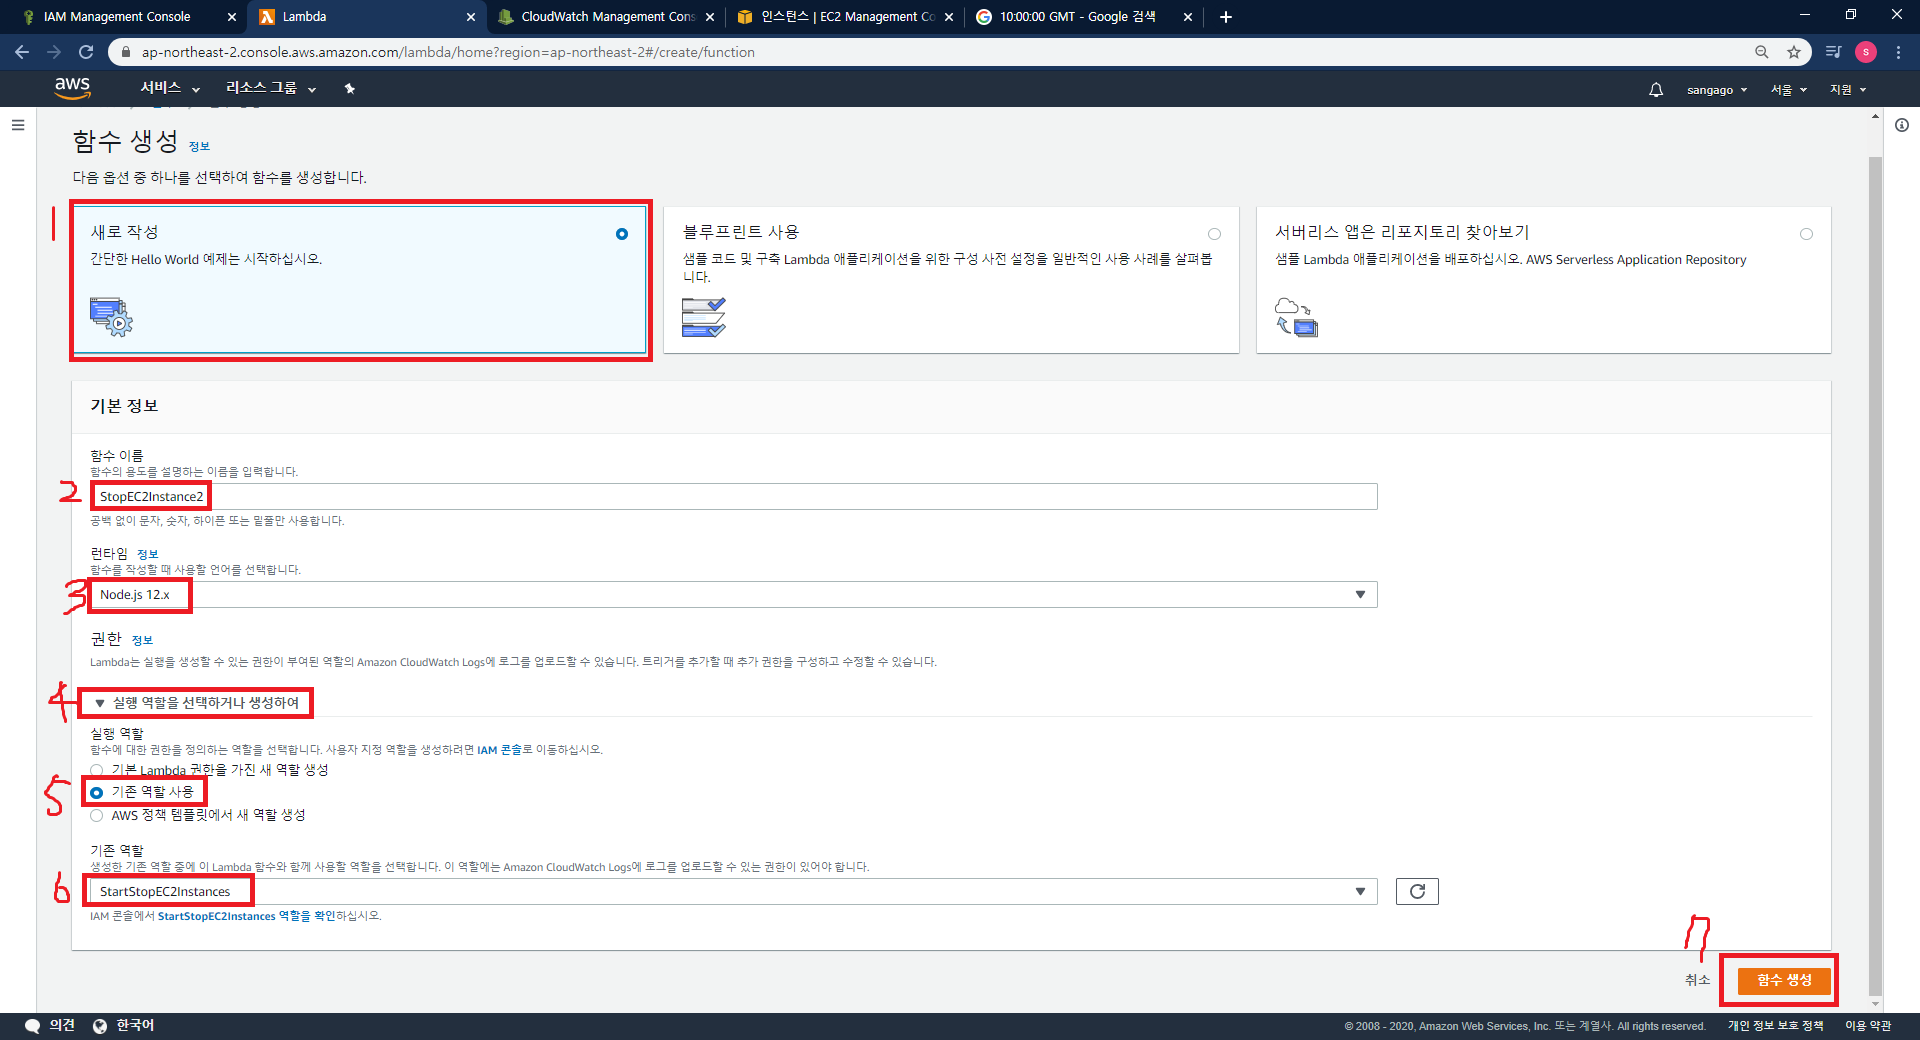 IAM Management Console
Lambda
CloudWatch Management Cons
인스턴스 | EC2 Management Co
10:00:00 GMT - Google 검색
ap-northeast-2.console.aws.amazon.com/lambda/home?region=ap-northeast-2#/create/function
s
aws
서비스
리소스 그룹
sangago
서울
지원
함수 생성 정보
다음 옵션 중 하나를 선택하여 함수를 생성합니다.
1
새로 작성
간단한 Hello World 예제는 시작하십시오.
블루프린트 사용
샘플 코드 및 구축 Lambda 애플리케이션을 위한 구성 사전 설정을 일반적인 사용 사례를 살펴봅
니다.
서버리스 앱은 리포지토리 찾아보기
샘플 Lambda 애플리케이션을 배포하십시오. AWS Serverless Application Repository
기본 정보
함수 이름
함수의 용도를 설명하는 이름을 입력합니다.
2
StopEC2Instance2
공백 없이 문자, 숫자, 하이픈 또는 밑풀만 사용합니다.
런타임 정보
함수를 작성할 때 사용할 언어를 선택합니다.
3
Node.js 12.x
권한 정보
Lambda는 실행을 생성할 수 있는 권한이 부여된 역할의 Amazon CloudWatch Logs에 로그를 업로드할 수 있습니다. 트리거를 추가할 때 추가 권한을 구성하고 수정할 수 있습니다.
4
실행 역할을 선택하거나 생성하여
실행 역할
함수에 대한 권한을 정의하는 역할을 선택합니다. 사용자 지정 역할을 생성하려면 IAM 콘솔로 이동하십시오.
기본 Lambda 권한을 가진 새 역할 생성
5
기존 역할 사용
AWS 정책 템플릿에서 새 역할 생성
기존 역할
생성한 기존 역할 중에 이 Lambda 함수와 함께 사용할 역할을 선택합니다. 이 역할에는 Amazon CloudWatch Logs에 로그를 업로드할 수 있는 권한이 있어야 합니다.
6
StartStopEC2Instances
IAM 콘솔에서 StartStopEC2Instances 역할을 확인하십시오.
7
취소
함수 생성
의견
한국어
© 2008 - 2020, Amazon Web Services, Inc. 또는 계열사. All rights reserved.
개인 정보 보호 정책
이용 약관